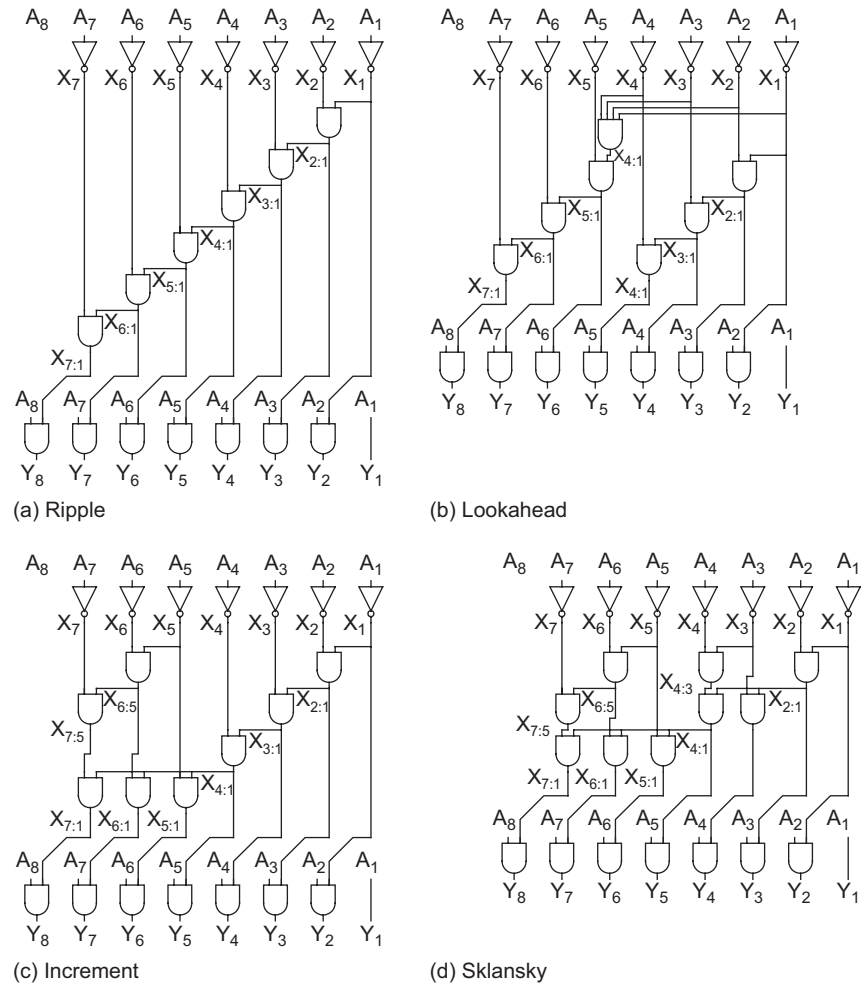 A8 A7 A6 A5 A4 A3 A2 A1
X7 X6 X5 X4 X3 X2 X1
X2:1
X3:1
X4:1
X5:1
X6:1
X7:1
A8 A7 A6 A5 A4 A3 A2 A1
Y8 Y7 Y6 Y5 Y4 Y3 Y2 Y1
(a) Ripple
A8 A7 A6 A5 A4 A3 A2 A1
X7 X6 X5 X4 X3 X2 X1
X4:1
X5:1 X2:1
X6:1 X3:1
X7:1 X4:1
A8 A7 A6 A5 A4 A3 A2 A1
Y8 Y7 Y6 Y5 Y4 Y3 Y2 Y1
(b) Lookahead
A8 A7 A6 A5 A4 A3 A2 A1
X7 X6 X5 X4 X3 X2 X1
X6:5 X2:1
X7:5 X3:1
X4:1
X7:1 X6:1 X5:1
A8 A7 A6 A5 A4 A3 A2 A1
Y8 Y7 Y6 Y5 Y4 Y3 Y2 Y1
(c) Increment
A8 A7 A6 A5 A4 A3 A2 A1
X7 X6 X5 X4 X3 X2 X1
X4:3
X6:5 X2:1
X7:5 X4:1
X7:1 X6:1 X5:1
A8 A7 A6 A5 A4 A3 A2 A1
Y8 Y7 Y6 Y5 Y4 Y3 Y2 Y1
(d) Sklansky